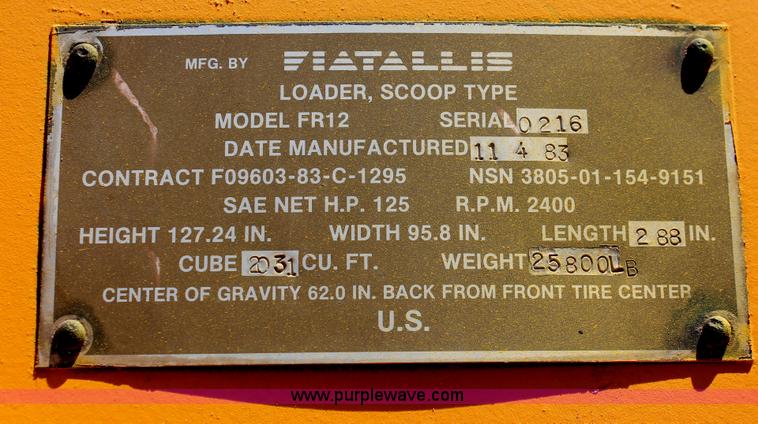 MFG. BY FIATALLIS
LOADER, SCOOP TYPE
MODEL FR12 SERIAL 0216
DATE MANUFACTURED 11 4 83
CONTRACT F09603-83-C-1295 NSN 3805-01-154-9151
SAE NET H.P. 125 R.P.M. 2400
HEIGHT 127.24 IN. WIDTH 95.8 IN. LENGTH 288 IN.
CUBE 2031 CU. FT. WEIGHT 25800LB
CENTER OF GRAVITY 62.0 IN. BACK FROM FRONT TIRE CENTER
U.S.
www.purplewave.com